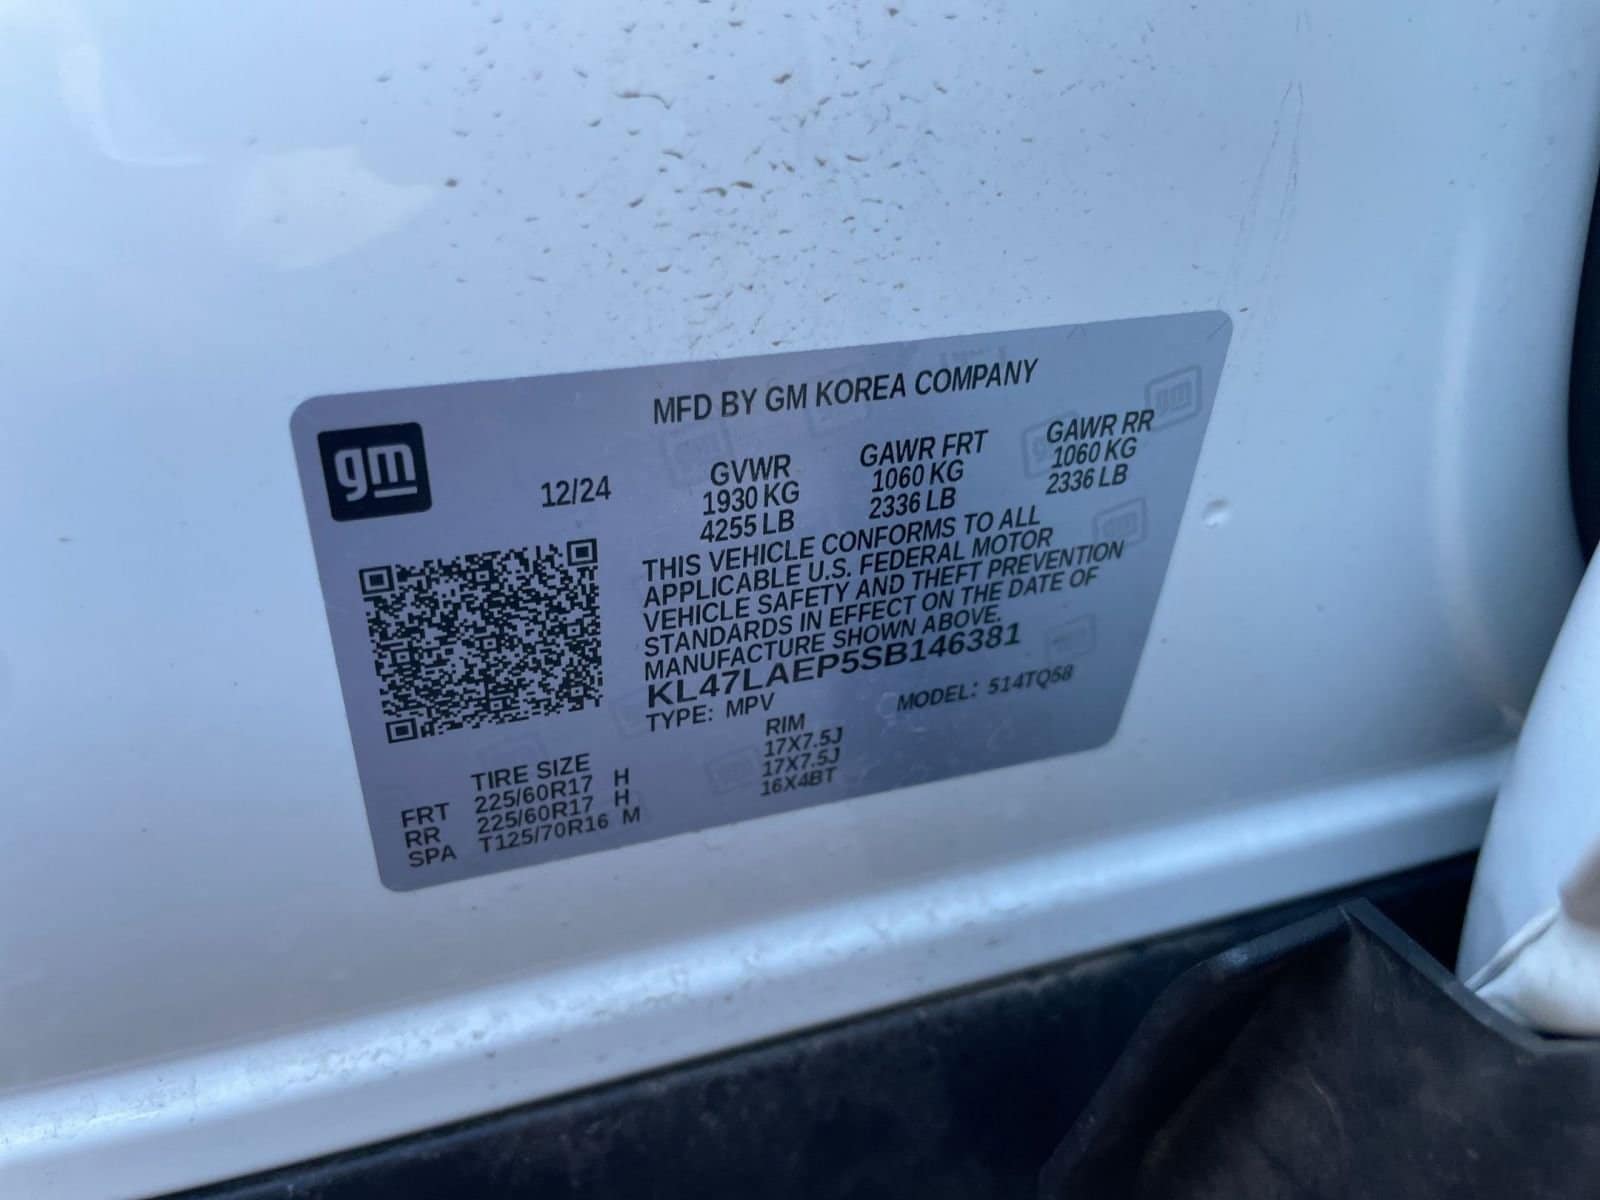 gm
MFD BY GM KOREA COMPANY
12/24
GVWR
1930 KG
4255 LB
GAWR FRT
1060 KG
2336 LB
GAWR RR
1060 KG
2336 LB
THIS VEHICLE CONFORMS TO ALL
APPLICABLE U.S. FEDERAL MOTOR
VEHICLE SAFETY AND THEFT PREVENTION
STANDARDS IN EFFECT ON THE DATE OF
MANUFACTURE SHOWN ABOVE.
KL47LAEP5SB146381
TYPE: MPV MODEL: 514TQ58
TIRE SIZE RIM
FRT 225/60R17 H 17X7.5J
RR 225/60R17 H 17X7.5J
SPA T125/70R16 M 16X4BT